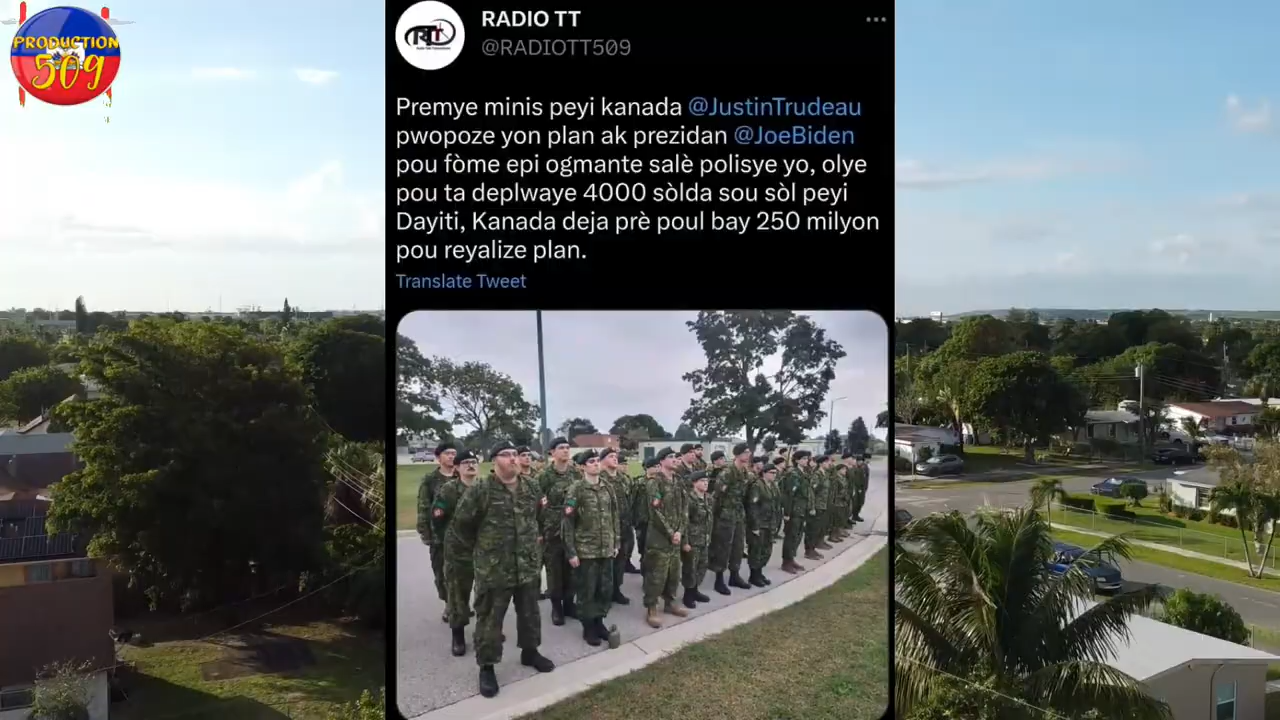 PRODUCTION
509
RTT
RADIO TT
@RADIOTT509
Premye minis peyi kanada @JustinTrudeau
pwopoze yon plan ak prezidan @JoeBiden
pou fòme epi ogmante salè polisye yo, olye
pou ta deplwaye 4000 sòlda sou sòl peyi
Dayiti, Kanada deja prè poul bay 250 milyon
pou reyalize plan.
Translate Tweet